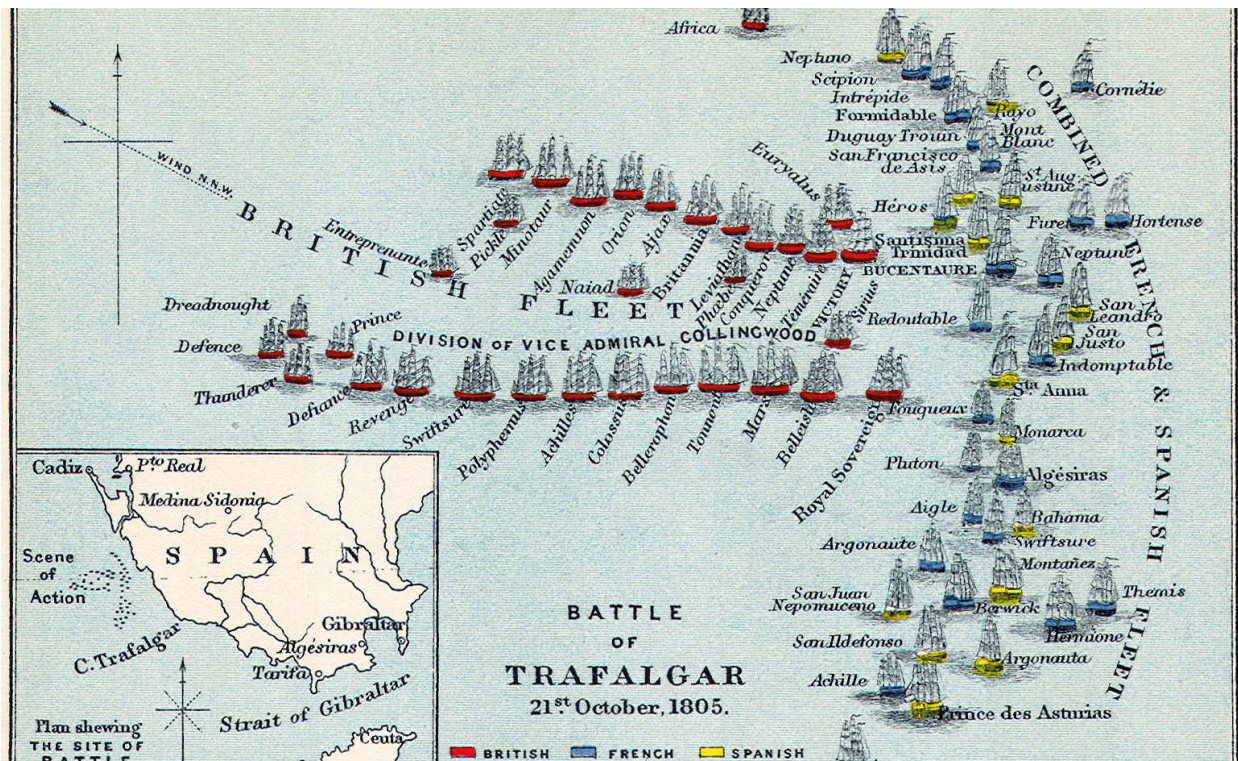 Africa
Neptuno
Scipion
Intrépide
Formidable
Duguay Trouin
San Francisco
de Asis
Cornélie
Rayo
Mont
Blanc
COMBINED
St Aug
ustine
Héros
Furet
Hortense
Santisima
Trinidad
BUCENTAURE
Neptune
Redoutable
San
Leandro
San
Justo
Indomptable
Sta. Anna
Fouqueux
Monarca
Pluton
Algésiras
Aigle
Bahama
Swiftsure
Argonaute
Montañez
San Juan
Nepomuceno
Berwick
Themis
Hermione
San Ildefonso
Argonauta
Achille
Prince des Asturias
FRENCH & SPANISH FLEET
WIND N.N.W
BRITISH FLEET
Entreprenante
Spartiate
Pickle
Minotaur
Agamemnon
Orion
Ajax
Naiad
Britannia
Leviathan
Phœbe
Conqueror
Neptune
Téméraire
VICTORY
Sirius
Euryalus
DIVISION OF VICE ADMIRAL COLLINGWOOD
Dreadnought
Defence
Prince
Thunderer
Defiance
Revenge
Swiftsure
Polyphemus
Achilles
Colossus
Bellerophon
Tonnant
Mars
Belleisle
Royal Sovereign
Cadiz
Pto. Real
Medina Sidonia
SPAIN
Scene
of
Action
C. Trafalgar
Gibraltar
Algésiras
Tarifa
Strait of Gibraltar
Ceuta
Plan shewing
THE SITE OF
BATTLE
BATTLE
OF
TRAFALGAR
21st. October, 1805.
BRITISH FRENCH SPANISH